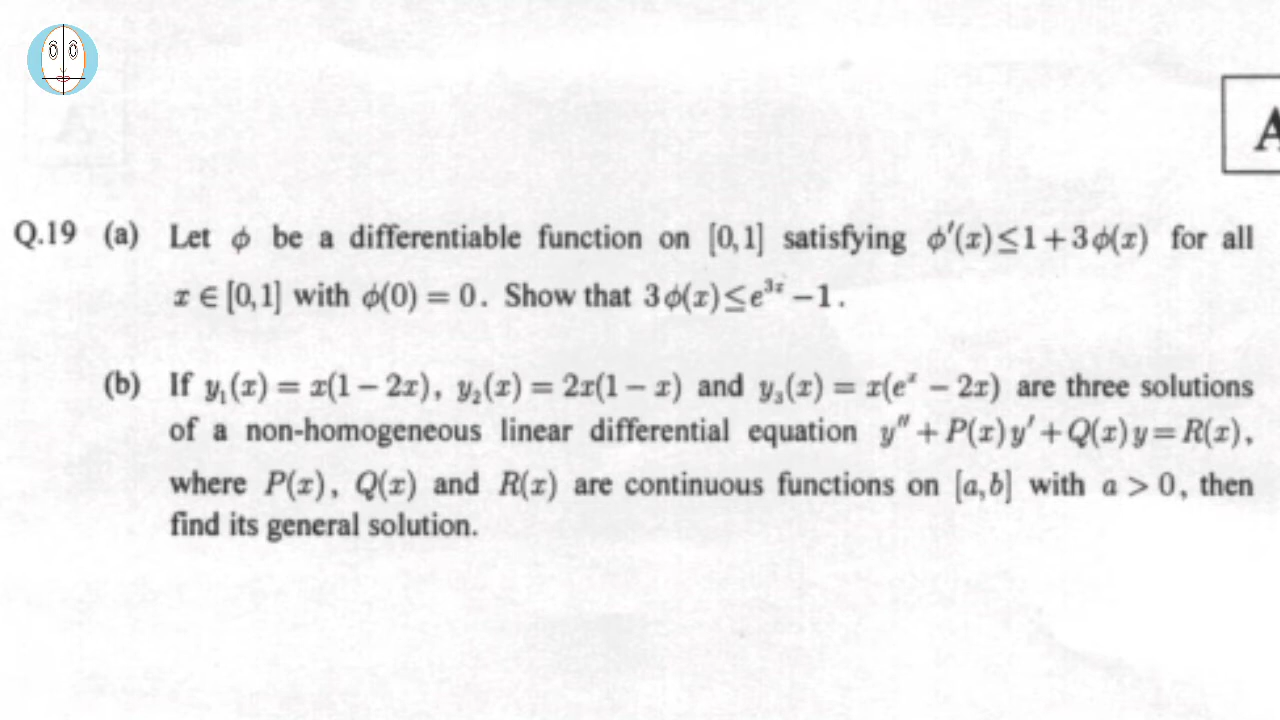 A
Q.19 (a) Let ϕ be a differentiable function on [0,1] satisfying ϕ′(x)≤1+3ϕ(x) for all
x ∈ [0,1] with ϕ(0) = 0. Show that 3ϕ(x)≤e³ˣ −1.
(b) If y₁(x) = x(1−2x), y₂(x) = 2x(1−x) and y₃(x) = x(eˣ −2x) are three solutions
of a non-homogeneous linear differential equation y″+P(x)y′+Q(x)y=R(x),
where P(x), Q(x) and R(x) are continuous functions on [a,b] with a > 0, then
find its general solution.